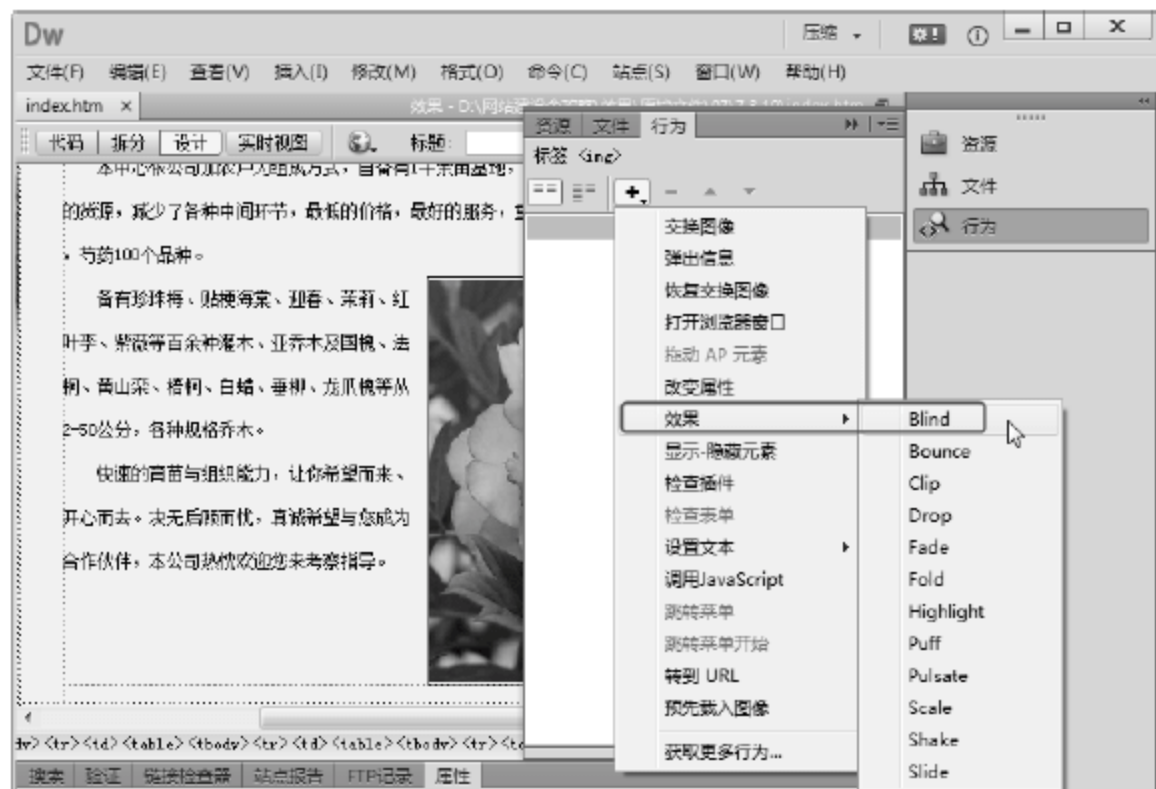 Dw
压缩
文件(F) 编辑(E) 查看(V) 插入(I) 修改(M) 格式(O) 命令(C) 站点(S) 窗口(W) 帮助(H)
index.htm ×
代码 拆分 设计 实时视图 标题:
的资源，减少了各种中间环节，最低的价格，最好的服务，
、芍药100个品种。
备有珍珠梅、贴梗海棠、迎春、茉莉、红
叶李、紫薇等百余种灌木、亚乔木及国槐、法
桐、黄山栾、梧桐、白蜡、垂柳、龙爪槐等从
2-50公分，各种规格乔木。
快速的育苗与组织能力，让你希望而来、
开心而去。决无后顾而忧，真诚希望与您成为
合作伙伴，本公司热忱欢迎您来考察指导。
<tr><td><table><tbody><tr><td><table><tbody><tr>
搜索 验证 链接检查器 站点报告 FTP记录 属性
资源 文件 行为
标签 <img>
交换图像
弹出信息
恢复交换图像
打开浏览器窗口
拖动 AP 元素
改变属性
效果
显示-隐藏元素
检查插件
检查表单
设置文本
调用JavaScript
跳转菜单
跳转菜单开始
转到 URL
预先载入图像
获取更多行为...
Blind
Bounce
Clip
Drop
Fade
Fold
Highlight
Puff
Pulsate
Scale
Shake
Slide
资源
文件
行为